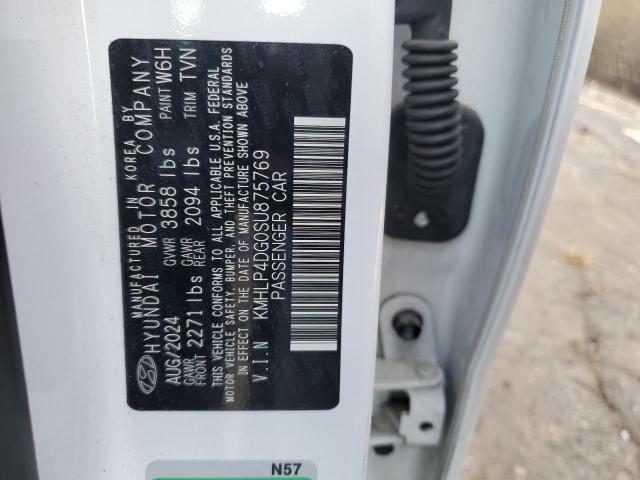 MANUFACTURED IN KOREA BY
HYUNDAI MOTOR COMPANY
AUG/2024 GVWR 3858 lbs PAINT W6H
GAWR FRONT 2271 lbs GAWR REAR 2094 lbs TRIM TVN
THIS VEHICLE CONFORMS TO ALL APPLICABLE U.S.A. FEDERAL
MOTOR VEHICLE SAFETY, BUMPER, AND THEFT PREVENTION STANDARDS
IN EFFECT ON THE DATE OF MANUFACTURE SHOWN ABOVE
V.I.N KMHLP4DG0SU875769
PASSENGER CAR
N57